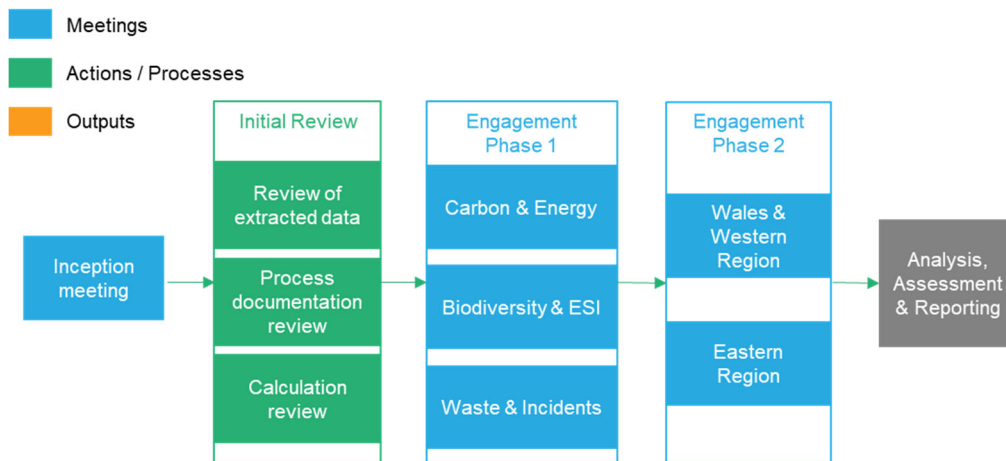 Meetings
Actions / Processes
Outputs
Inception
meeting
Initial Review
Review of
extracted data
Process
documentation
review
Calculation
review
Engagement
Phase 1
Carbon & Energy
Biodiversity & ESI
Waste & Incidents
Engagement
Phase 2
Wales &
Western
Region
Eastern
Region
Analysis,
Assessment
& Reporting